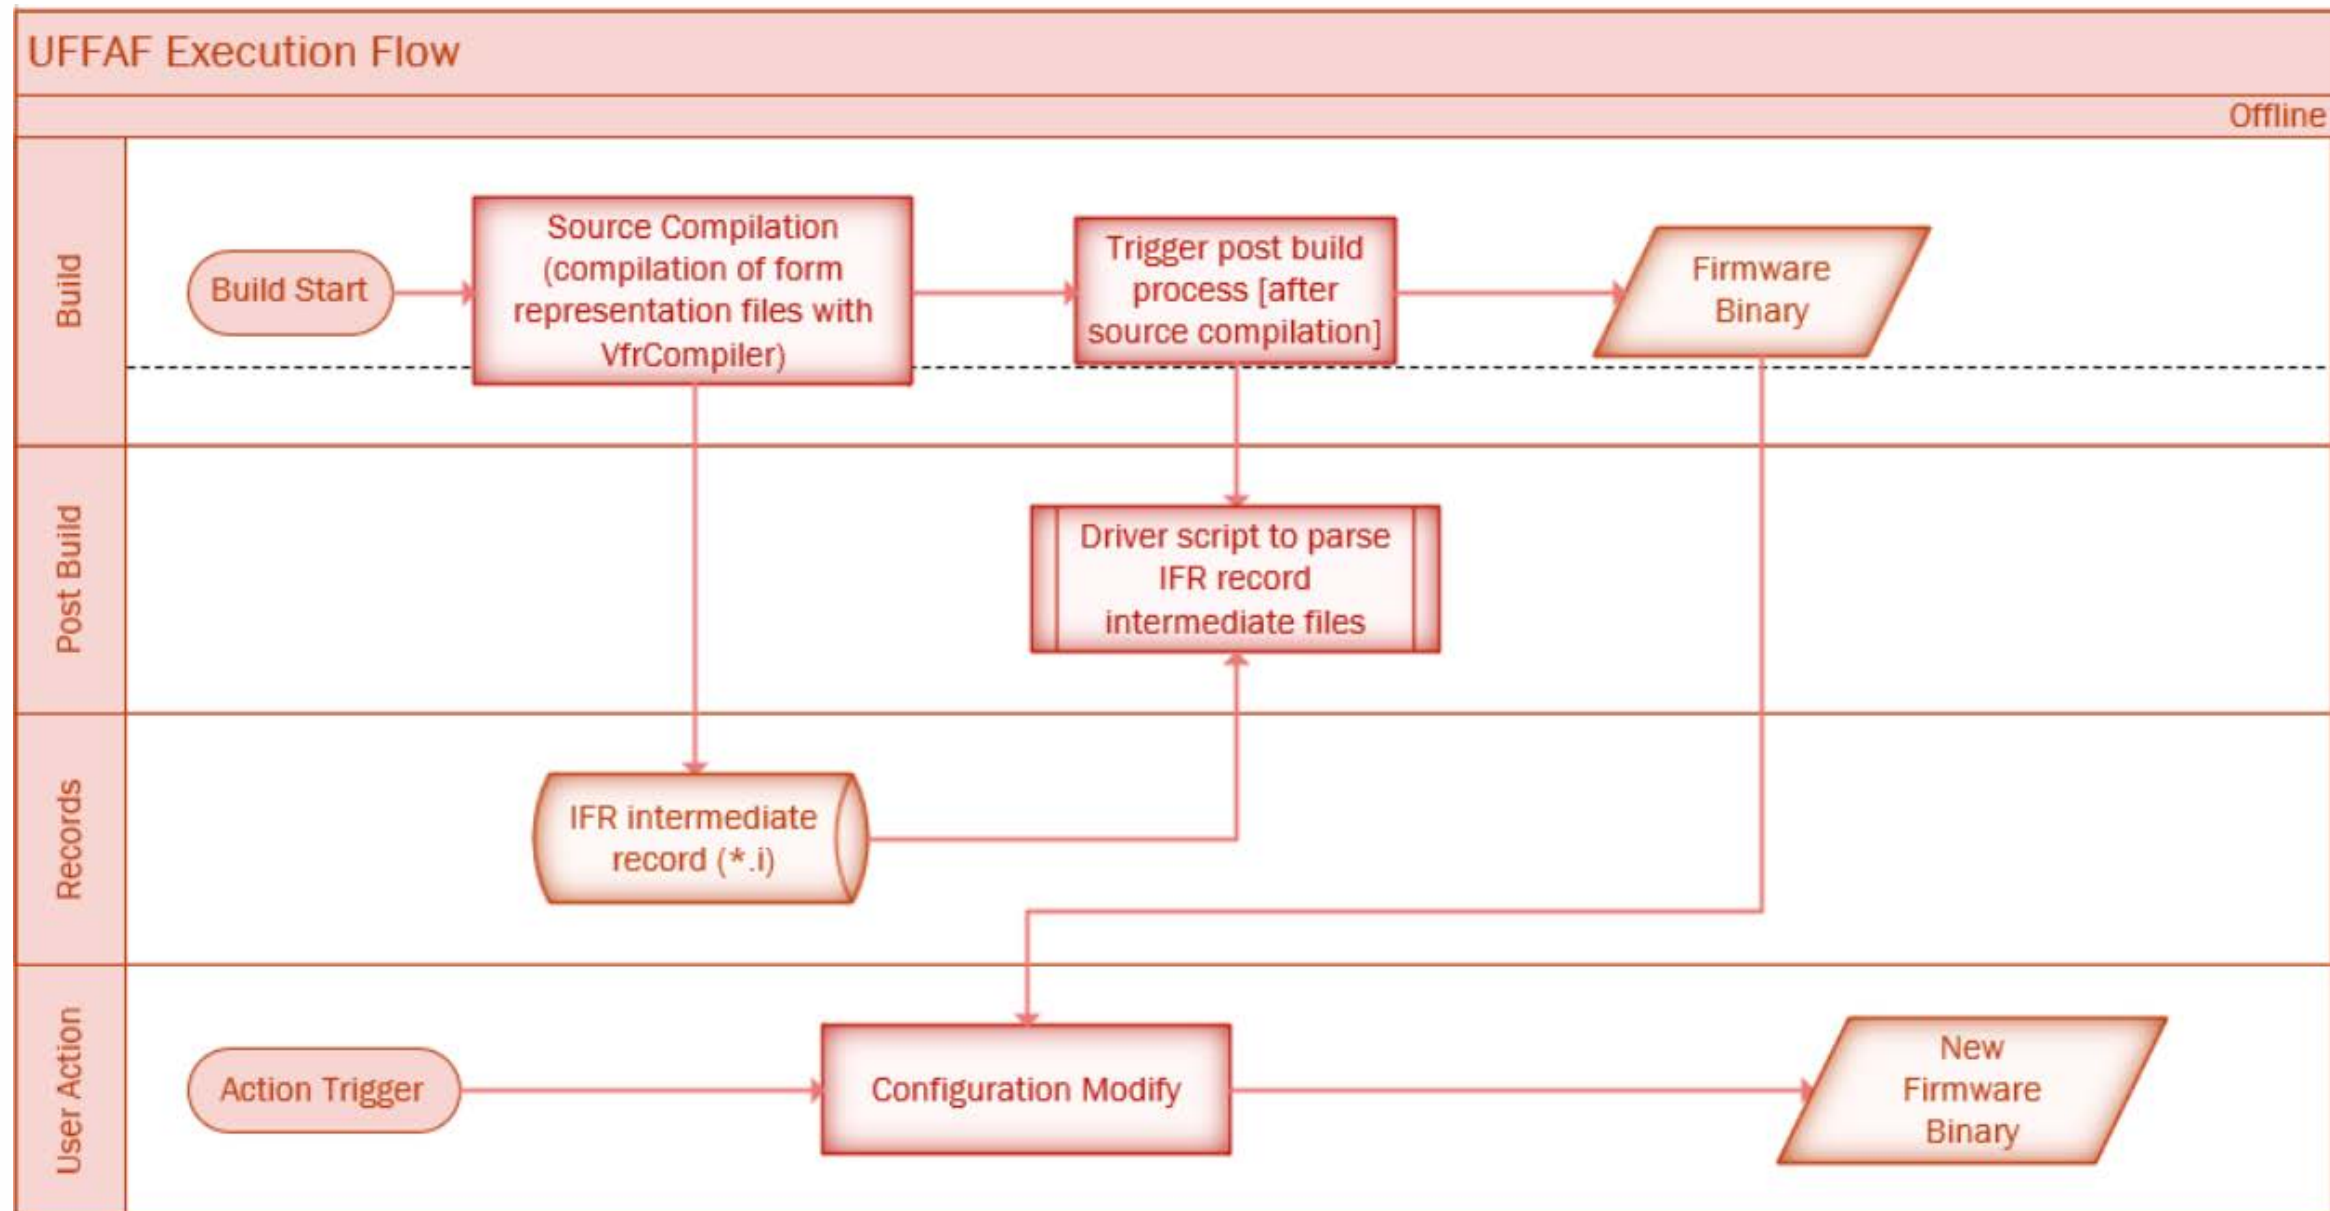 UFFAF Execution Flow
Offline
Build
Build Start
Source Compilation
(compilation of form
representation files with
VfrCompiler)
Trigger post build
process [after
source compilation]
Firmware
Binary
Post Build
Driver script to parse
IFR record
intermediate files
Records
IFR intermediate
record (*.i)
User Action
Action Trigger
Configuration Modify
New
Firmware
Binary